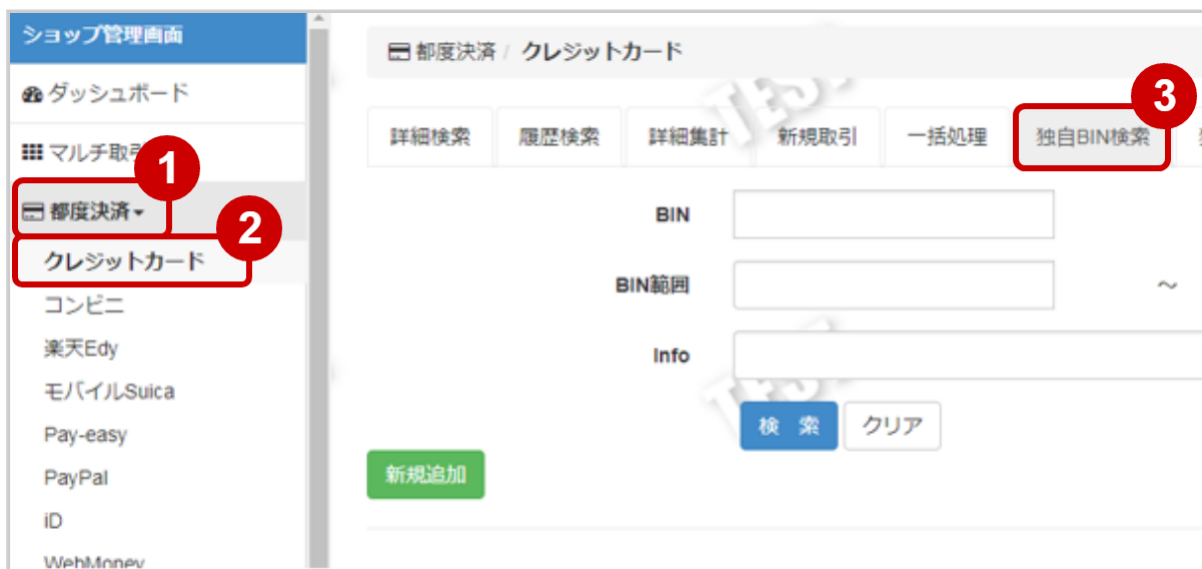 ショップ管理画面
ダッシュボード
マルチ取引
1
都度決済
2
クレジットカード
コンビニ
楽天Edy
モバイルSuica
Pay-easy
PayPal
iD
WebMoney
都度決済 / クレジットカード
3
詳細検索 履歴検索 詳細集計 新規取引 一括処理 独自BIN検索
BIN
BIN範囲 ~
Info
検 索 クリア
新規追加
TEST
TEST